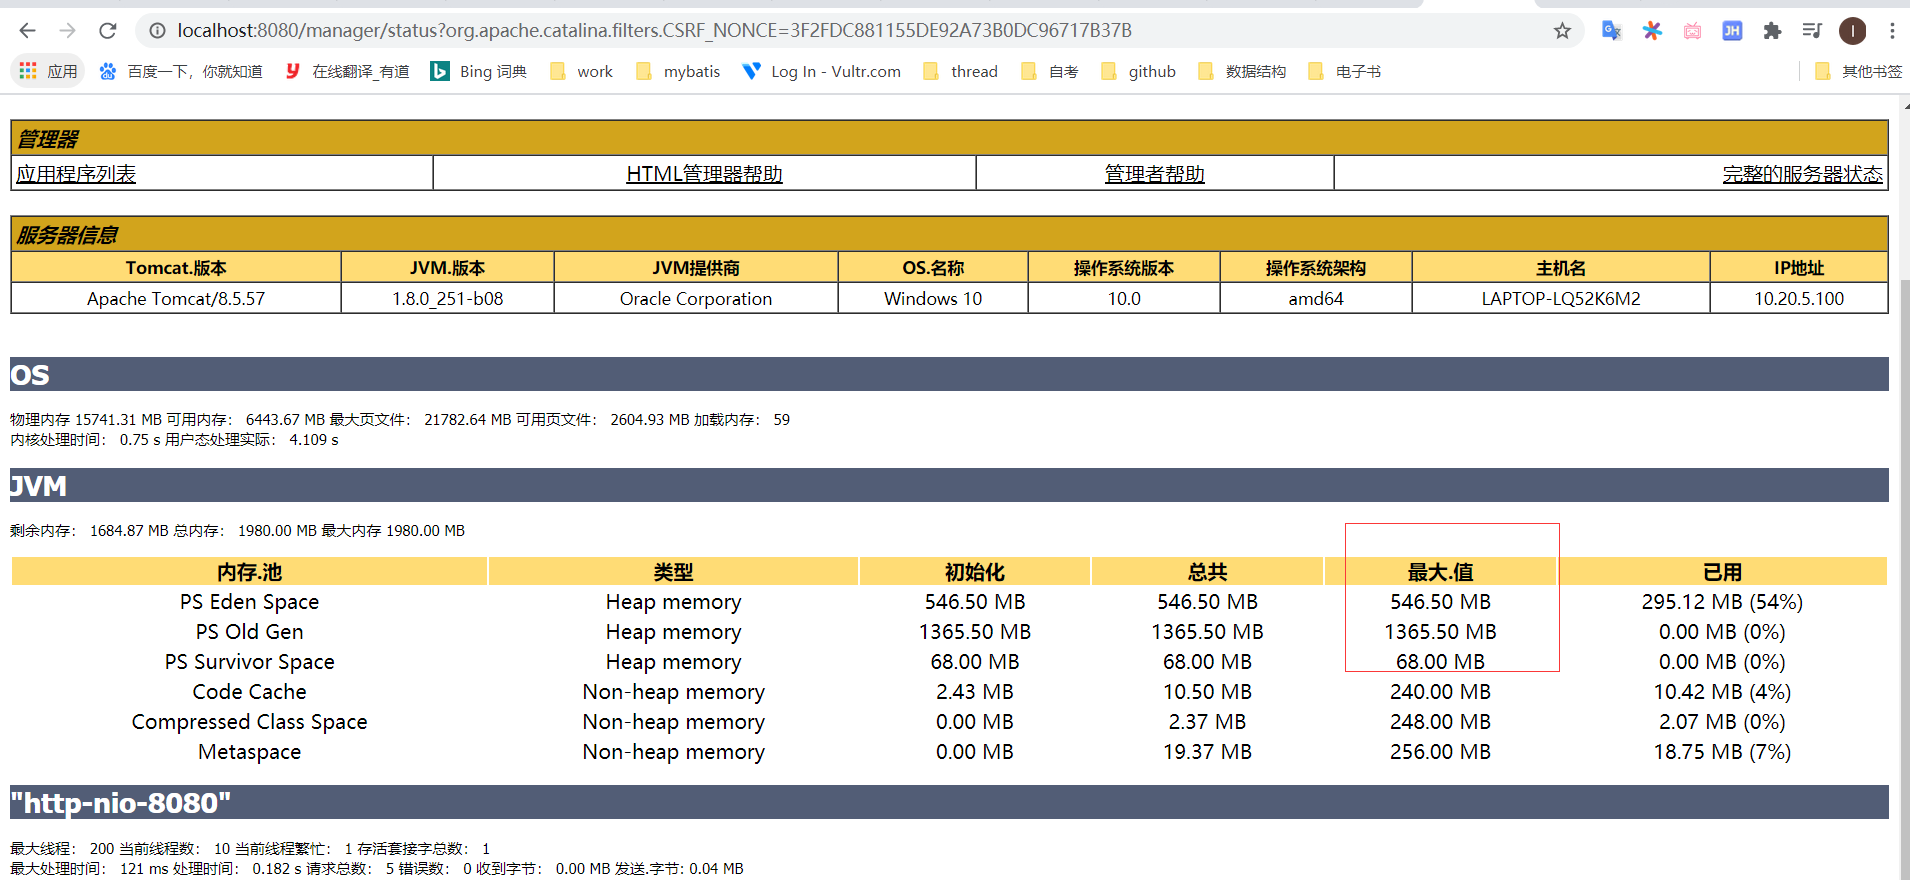 localhost:8080/manager/status?org.apache.catalina.filters.CSRF_NONCE=3F2FDC881155DE92A73B0DC96717B37B JH I
应用 百度一下，你就知道 y 在线翻译_有道 b Bing 词典 work mybatis Log In - Vultr.com thread 自考 github 数据结构 电子书 其他书签
管理器
应用程序列表 HTML管理器帮助 管理者帮助 完整的服务器状态
服务器信息
Tomcat.版本 JVM.版本 JVM提供商 OS.名称 操作系统版本 操作系统架构 主机名 IP地址
Apache Tomcat/8.5.57 1.8.0_251-b08 Oracle Corporation Windows 10 10.0 amd64 LAPTOP-LQ52K6M2 10.20.5.100
OS
物理内存 15741.31 MB 可用内存： 6443.67 MB 最大页文件： 21782.64 MB 可用页文件： 2604.93 MB 加载内存： 59
内核处理时间： 0.75 s 用户态处理实际： 4.109 s
JVM
剩余内存： 1684.87 MB 总内存： 1980.00 MB 最大内存 1980.00 MB
内存.池 类型 初始化 总共 最大.值 已用
PS Eden Space Heap memory 546.50 MB 546.50 MB 546.50 MB 295.12 MB (54%)
PS Old Gen Heap memory 1365.50 MB 1365.50 MB 1365.50 MB 0.00 MB (0%)
PS Survivor Space Heap memory 68.00 MB 68.00 MB 68.00 MB 0.00 MB (0%)
Code Cache Non-heap memory 2.43 MB 10.50 MB 240.00 MB 10.42 MB (4%)
Compressed Class Space Non-heap memory 0.00 MB 2.37 MB 248.00 MB 2.07 MB (0%)
Metaspace Non-heap memory 0.00 MB 19.37 MB 256.00 MB 18.75 MB (7%)
"http-nio-8080"
最大线程： 200 当前线程数： 10 当前线程繁忙： 1 存活套接字总数： 1
最大处理时间： 121 ms 处理时间： 0.182 s 请求总数： 5 错误数： 0 收到字节： 0.00 MB 发送.字节: 0.04 MB